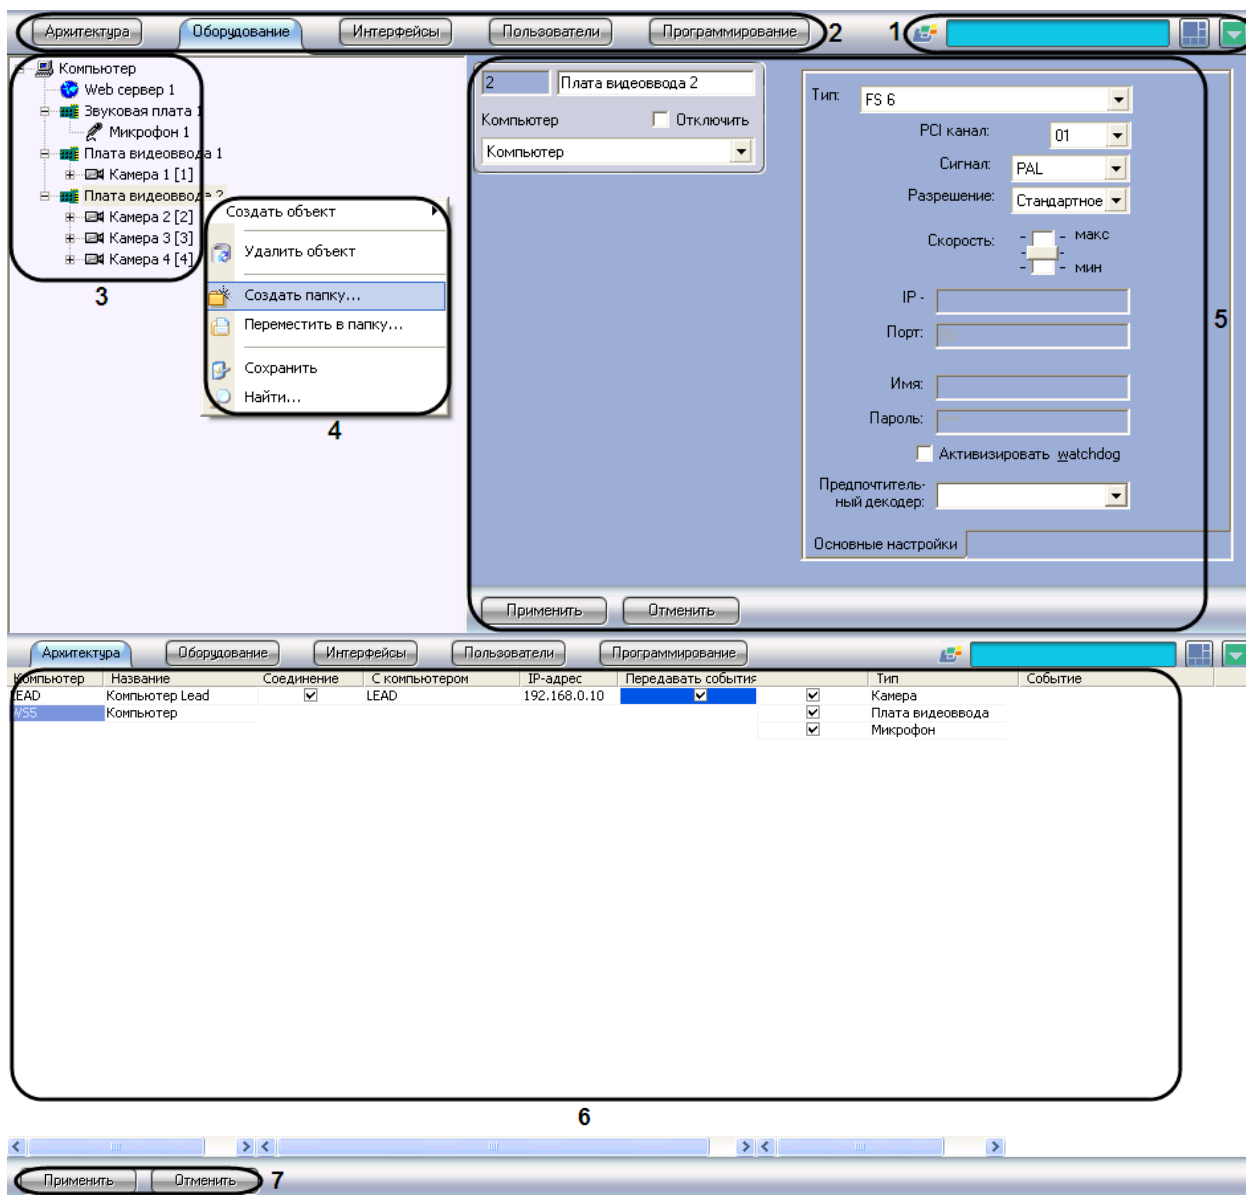 Архитектура Оборудование Интерфейсы Пользователи Программирование 2 1
Компьютер
Web сервер 1
Звуковая плата 1
Микрофон 1
Плата видеоввода 1
Камера 1 [1]
Плата видеоввода 2
Камера 2 [2]
Камера 3 [3]
Камера 4 [4]
3
Создать объект
Удалить объект
Создать папку...
Переместить в папку...
Сохранить
Найти...
4
2 Плата видеоввода 2
Компьютер Отключить
Компьютер
Тип: FS 6
PCI канал: 01
Сигнал: PAL
Разрешение: Стандартное
Скорость: - - макс
-
- - мин
IP -
Порт:
5
Имя:
Пароль:
Активизировать watchdog
Предпочтитель-
ный декодер:
Основные настройки
Применить Отменить
Архитектура Оборудование Интерфейсы Пользователи Программирование
Компьютер Название Соединение С компьютером IP-адрес Передавать события Тип Событие
LEAD Компьютер Lead LEAD 192.168.0.10 Камера
WS5 Компьютер Плата видеоввода
Микрофон
6
Применить Отменить 7